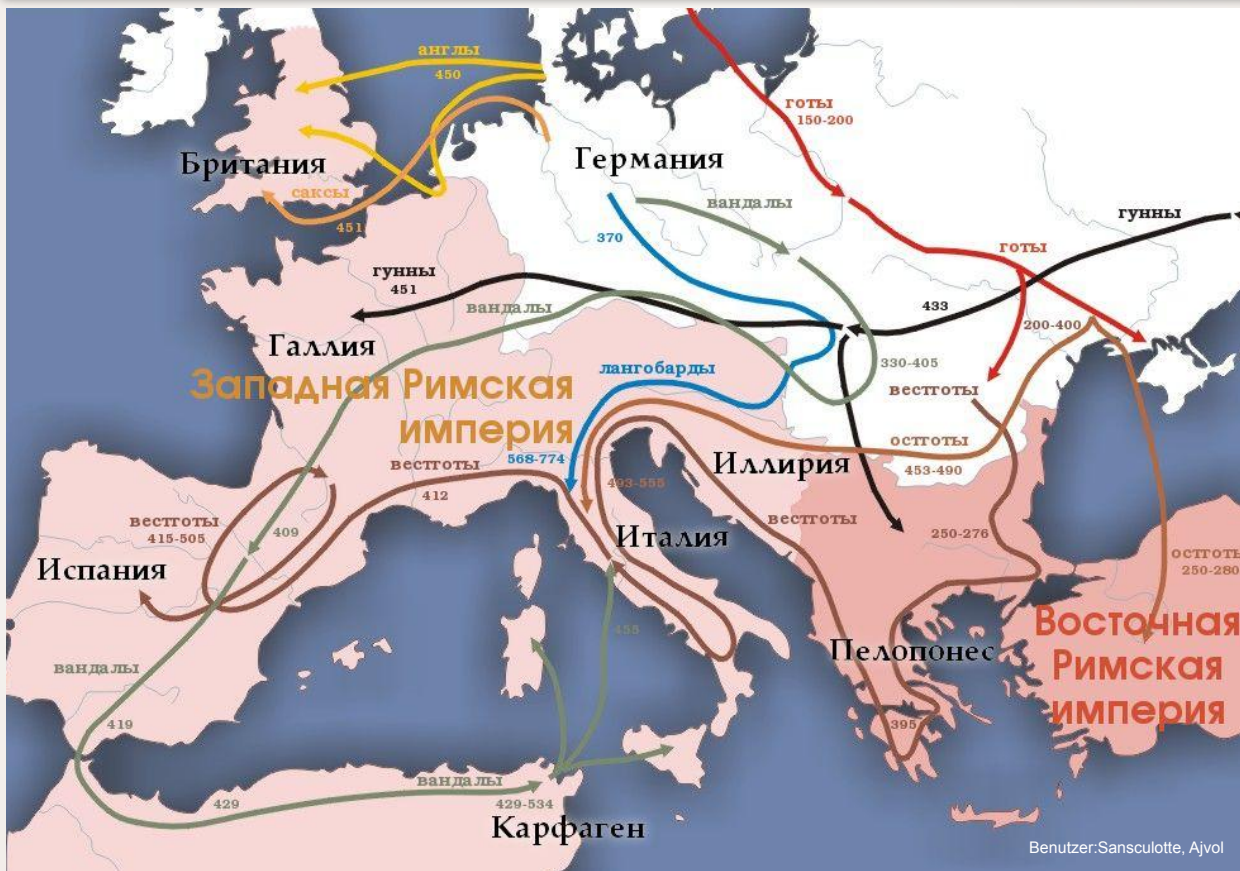 англы
450
готы
150-200
Британия
Германия
саксы
451
вандалы
гунны
370
готы
гунны
451
433
вандалы
200-400
Галлия
330-405
лангобарды
вестготы
Западная Римская
империя
остготы
453-490
568-774
вестготы
412
493-555
Иллирия
вестготы
415-505
409
вестготы
250-276
Италия
Испания
остготы
250-280
Восточная
Римская
империя
455
Пелопонес
вандалы
419
395
вандалы
429
429-534
Карфаген
Benutzer:Sansculotte, Ajvol